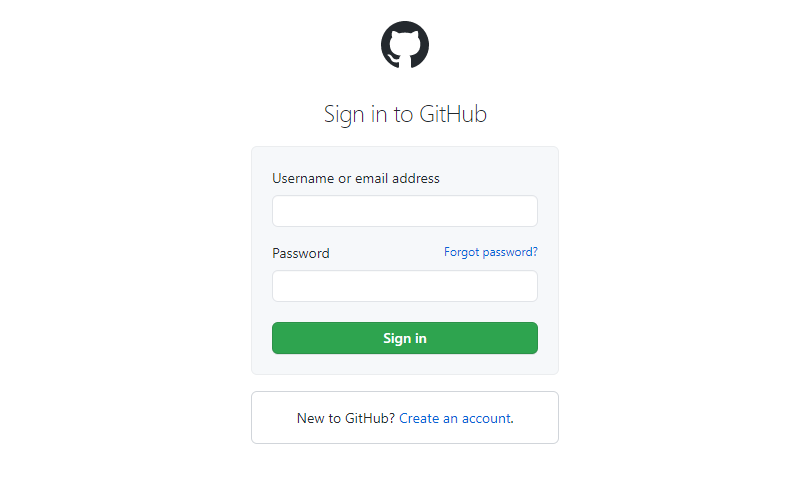 Sign in to GitHub
Username or email address
Password Forgot password?
Sign in
New to GitHub? Create an account.